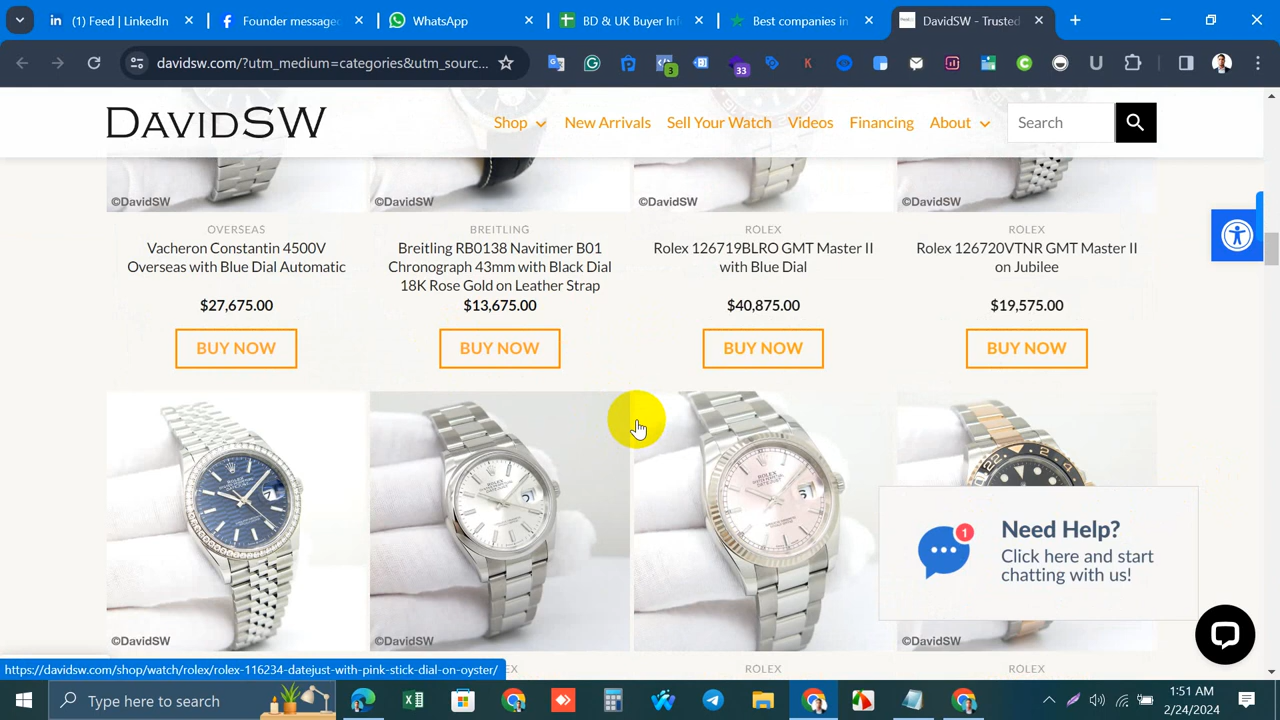 (1) Feed | LinkedIn
Founder message
WhatsApp
BD & UK Buyer Inf
Best companies in
DavidSW - Trusted
davidsw.com/?utm_medium=categories&utm_sourc...
3
33
DAVIDSW
Shop
New Arrivals
Sell Your Watch
Videos
Financing
About
Search
©DavidSW
©DavidSW
©DavidSW
©DavidSW
OVERSEAS
Vacheron Constantin 4500V
Overseas with Blue Dial Automatic
$27,675.00
BUY NOW
BREITLING
Breitling RB0138 Navitimer B01
Chronograph 43mm with Black Dial
18K Rose Gold on Leather Strap
$13,675.00
BUY NOW
ROLEX
Rolex 126719BLRO GMT Master II
with Blue Dial
$40,875.00
BUY NOW
ROLEX
Rolex 126720VTNR GMT Master II
on Jubilee
$19,575.00
BUY NOW
©DavidSW
©DavidSW
©DavidSW
©DavidSW
1
Need Help?
Click here and start
chatting with us!
https://davidsw.com/shop/watch/rolex/rolex-116234-datejust-with-pink-stick-dial-on-oyster/
EX
ROLEX
ROLEX
Type here to search
1:51 AM
2/24/2024